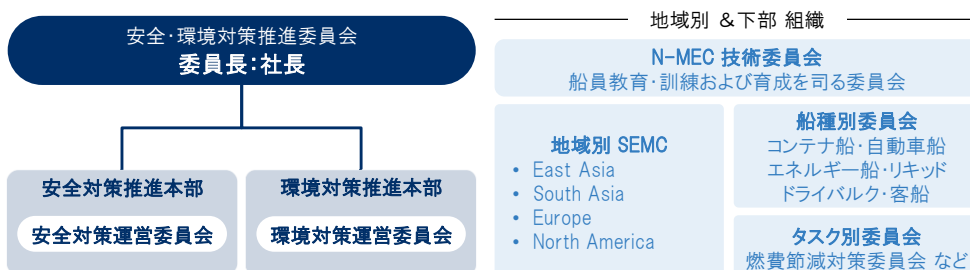 安全・環境対策推進委員会
委員長：社長
安全対策推進本部
安全対策運営委員会
環境対策推進本部
環境対策運営委員会
地域別 ＆下部 組織
N-MEC 技術委員会
船員教育・訓練および育成を司る委員会
地域別 SEMC
• East Asia
• South Asia
• Europe
• North America
船種別委員会
コンテナ船・自動車船
エネルギー船・リキッド
ドライバルク・客船
タスク別委員会
燃費節減対策委員会 など